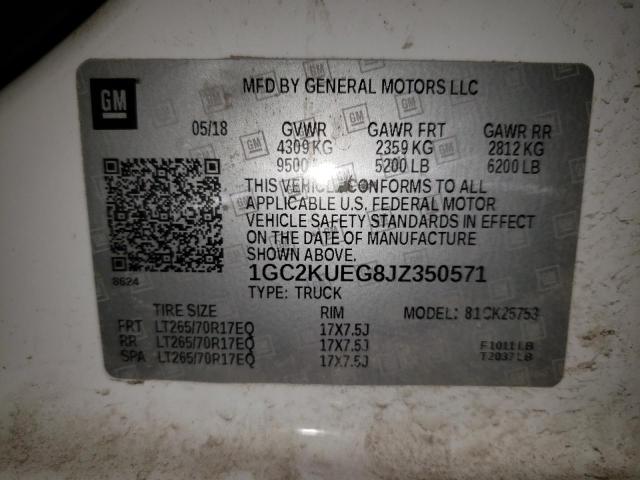 GM
MFD BY GENERAL MOTORS LLC
05/18 GVWR GAWR FRT GAWR RR
4309 KG 2359 KG 2812 KG
9500 5200 LB 6200 LB
THIS VEHICLE CONFORMS TO ALL
APPLICABLE U.S. FEDERAL MOTOR
VEHICLE SAFETY STANDARDS IN EFFECT
ON THE DATE OF MANUFACTURE
SHOWN ABOVE.
8624
1GC2KUEG8JZ350571
TYPE: TRUCK
TIRE SIZE RIM MODEL: 81CK25753
FRT LT265/70R17EQ 17X7.5J
RR LT265/70R17EQ 17X7.5J F1011LB
SPA LT265/70R17EQ 17X7.5J T2037LB